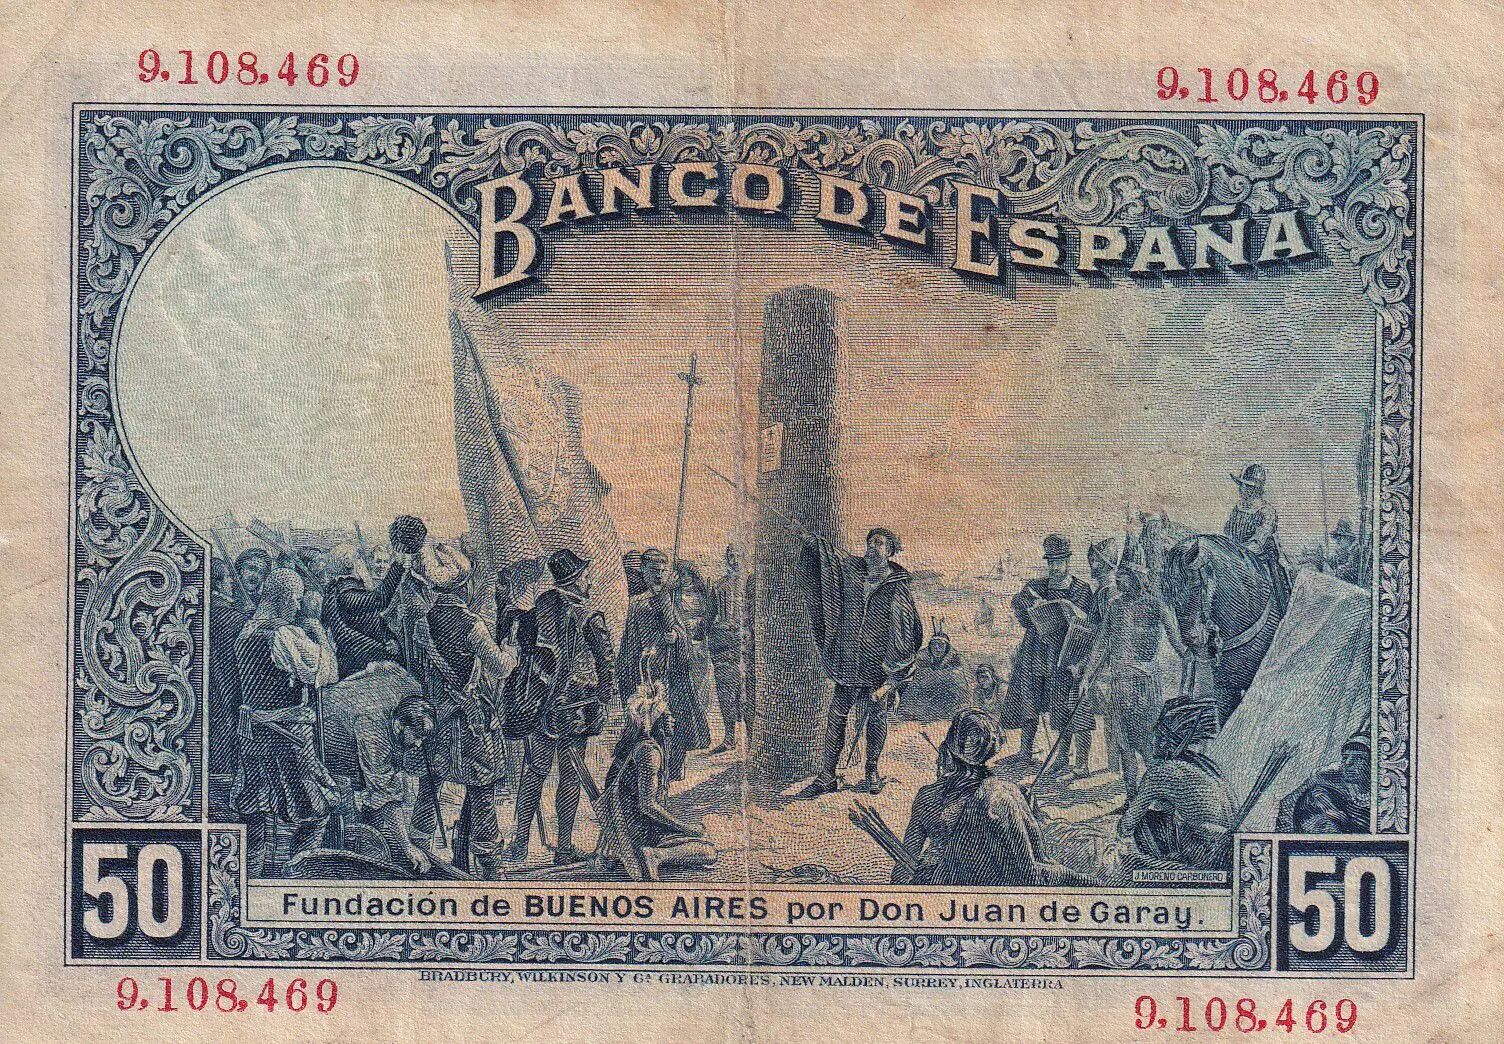 9.108.469
9.108.469
BANCO DE ESPAÑA
J. MORENO CARBONERO
50
50
Fundación de BUENOS AIRES por Don Juan de Garay.
BRADBURY, WILKINSON Y Cª. GRABADORES, NEW MALDEN, SURREY, INGLATERRA
9.108.469
9.108.469